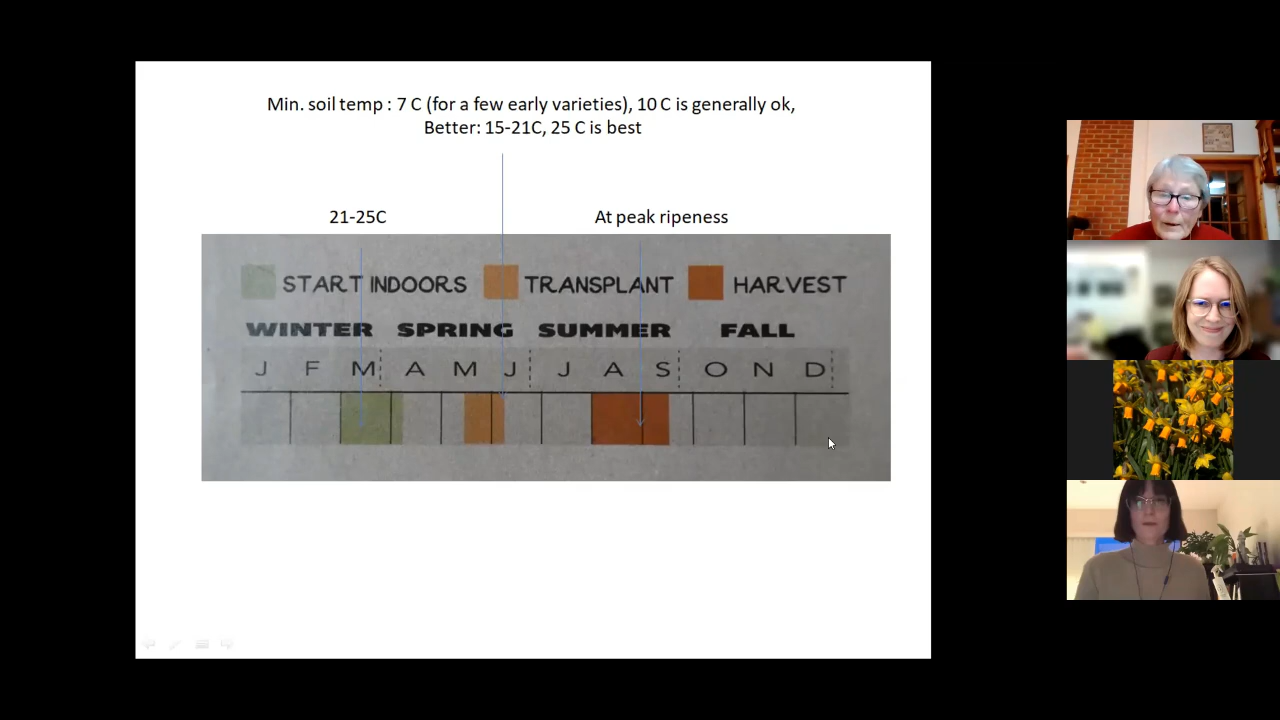 Min. soil temp : 7 C (for a few early varieties), 10 C is generally ok,
Better: 15-21C, 25 C is best
21-25C
At peak ripeness
START INDOORS TRANSPLANT HARVEST
WINTER SPRING SUMMER FALL
J F M A M J J A S O N D